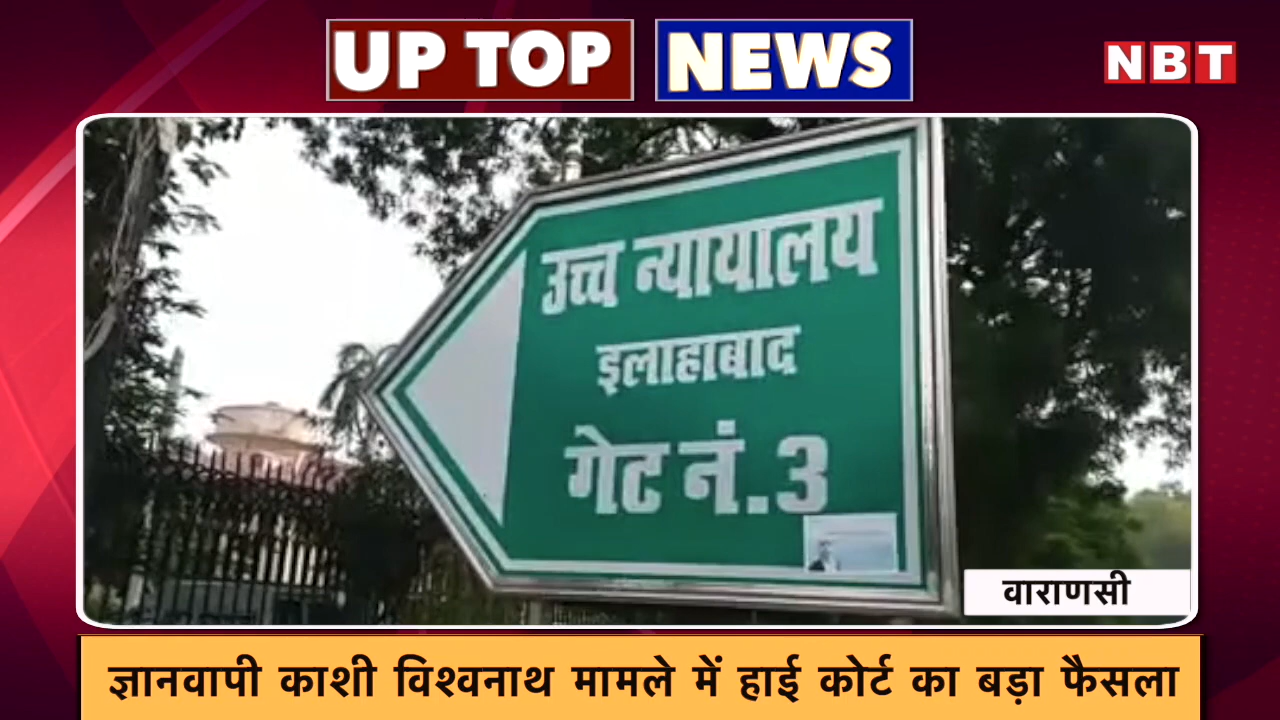 UP TOP NEWS
NBT
उच्च न्यायालय
इलाहाबाद
गेट नं.3
वाराणसी
ज्ञानवापी काशी विश्वनाथ मामले में हाई कोर्ट का बड़ा फैसला